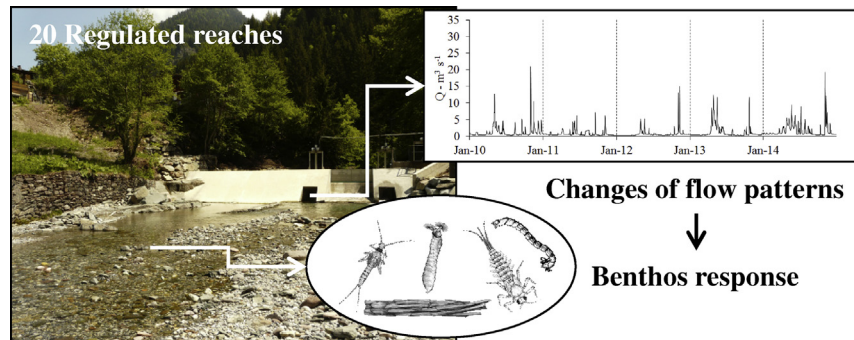 20 Regulated reaches
35
30
25
20
15
10
5
0
Q - m³ s⁻¹
Jan-10 Jan-11 Jan-12 Jan-13 Jan-14
Changes of flow patterns
Benthos response